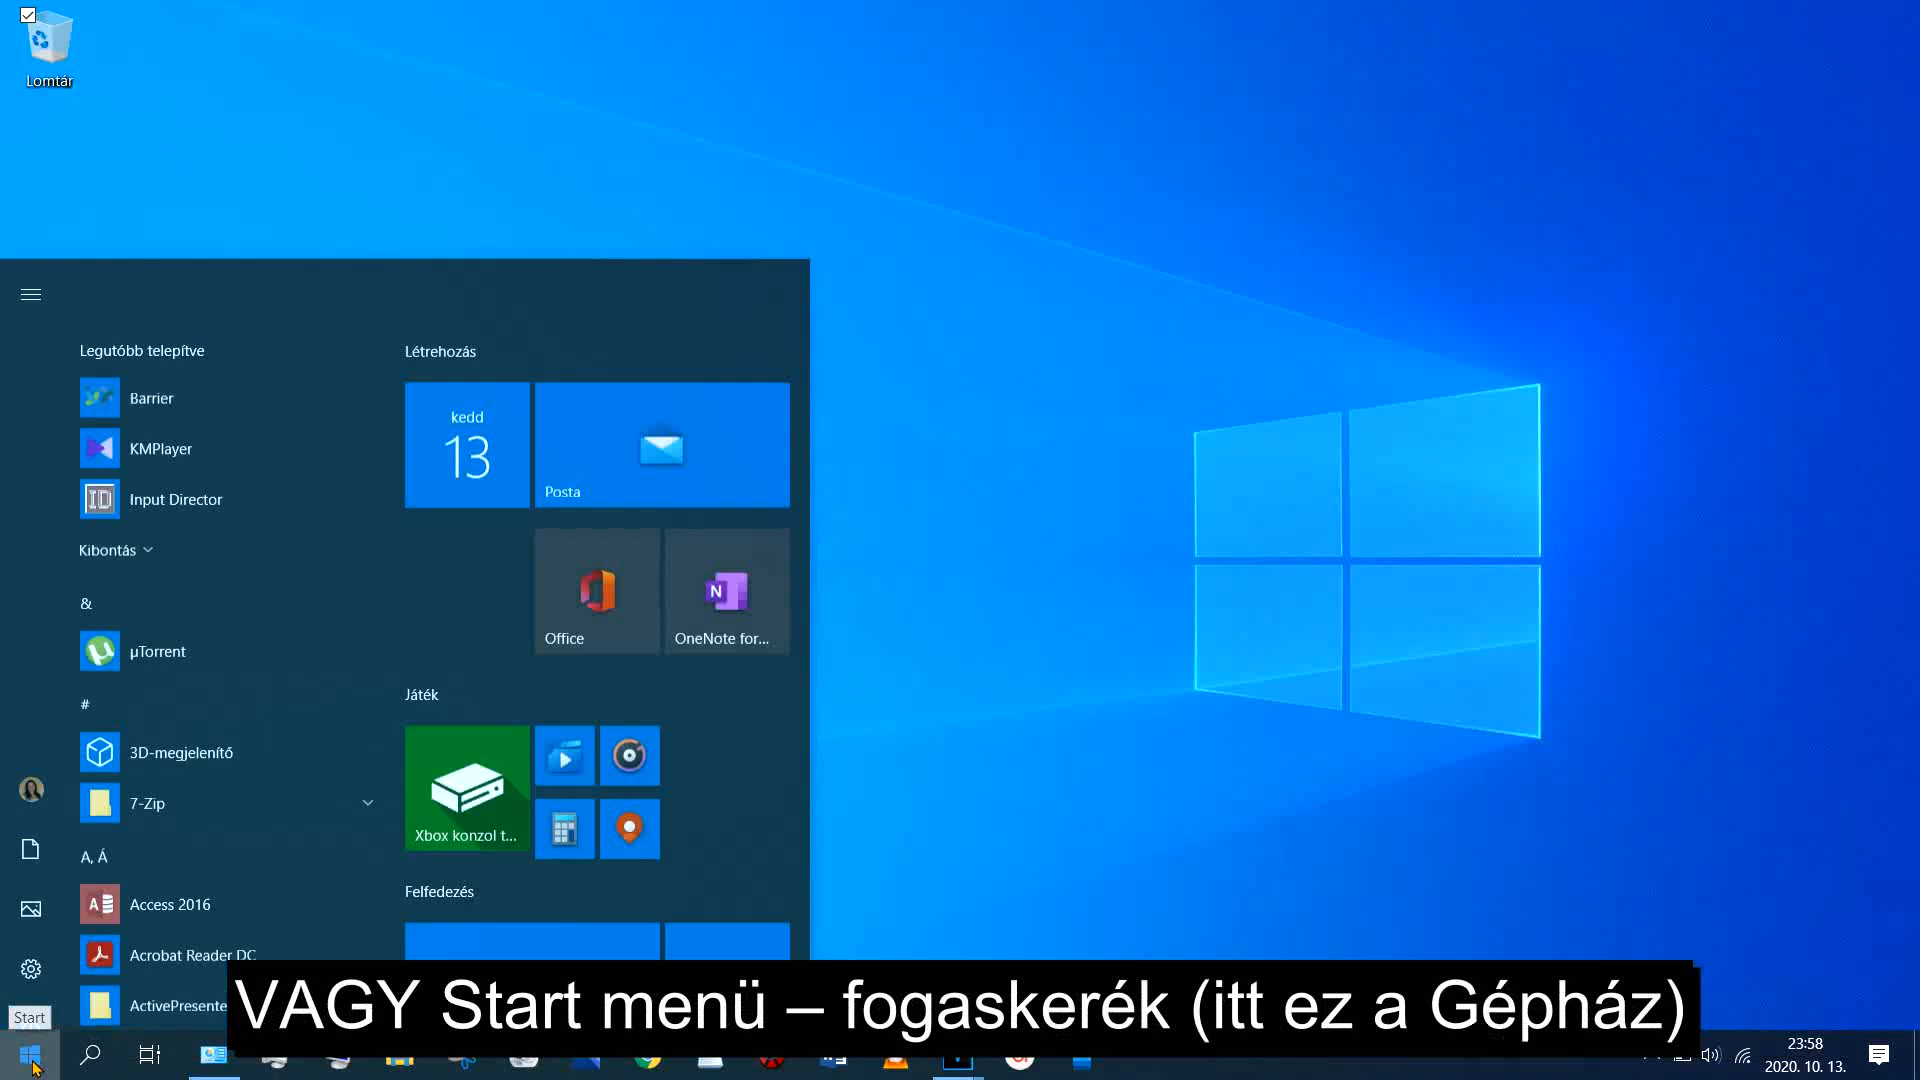 Lomtár
Legutóbb telepítve
Barrier
KMPlayer
Input Director
Kibontás
&
µTorrent
#
3D-megjelenítő
7-Zip
A, Á
Access 2016
Acrobat Reader DC
ActivePresente
Létrehozás
kedd
13
Posta
Office
OneNote for...
Játék
Xbox konzol t...
Felfedezés
Start
VAGY Start menü – fogaskerék (itt ez a Gépház)
23:58
2020. 10. 13.